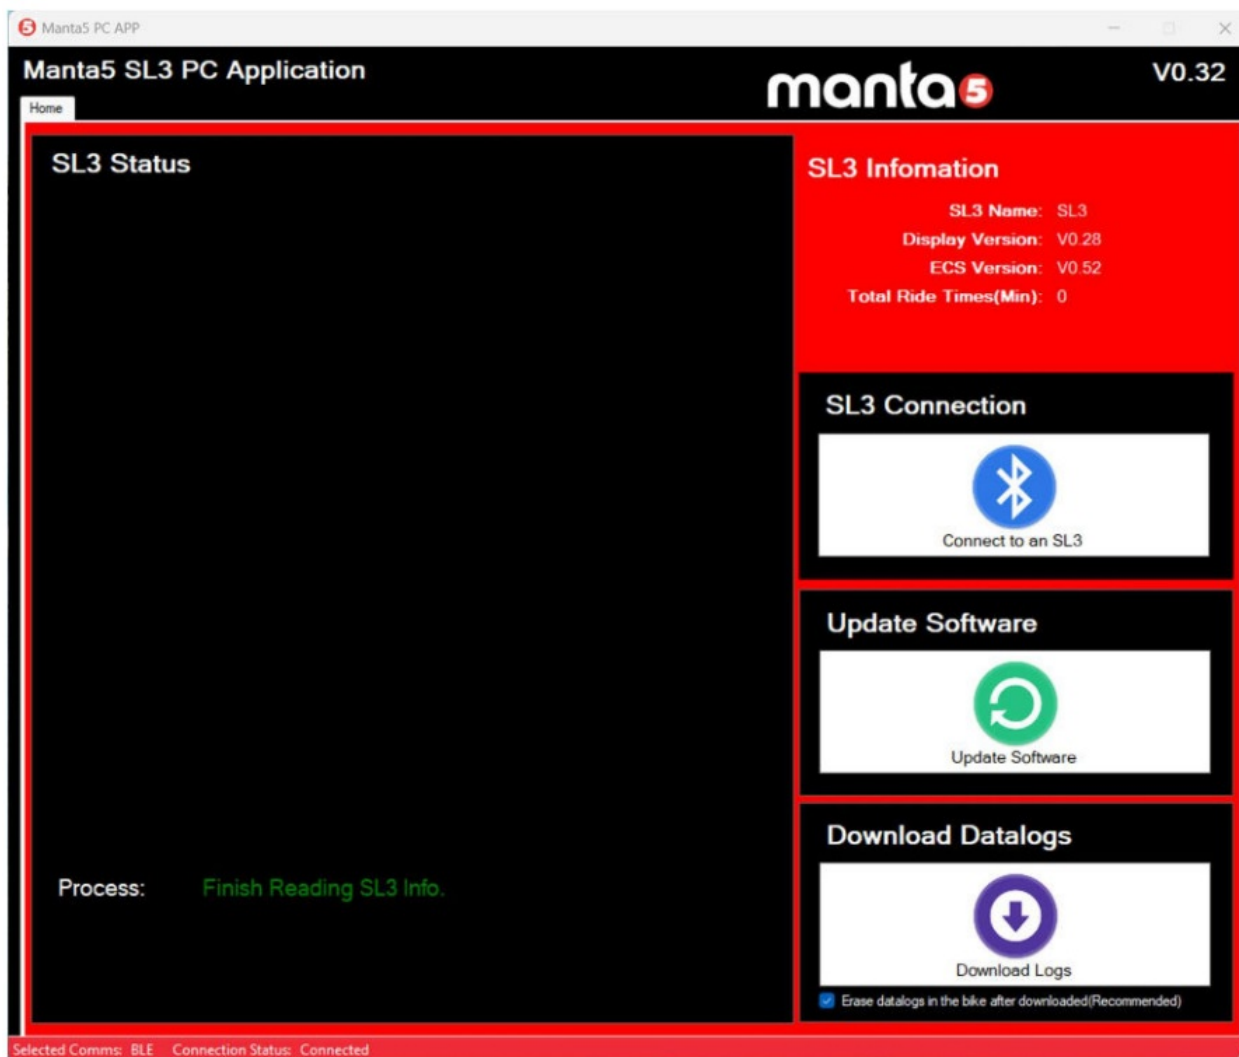 Manta5 PC APP
Manta5 SL3 PC Application
manta5
V0.32
Home
SL3 Status
SL3 Infomation
SL3 Name: SL3
Display Version: V0.28
ECS Version: V0.52
Total Ride Times(Min): 0
SL3 Connection
Connect to an SL3
Update Software
Update Software
Download Datalogs
Process: Finish Reading SL3 Info.
Download Logs
Erase datalogs in the bike after downloaded(Recommended)
Selected Comms: BLE Connection Status: Connected